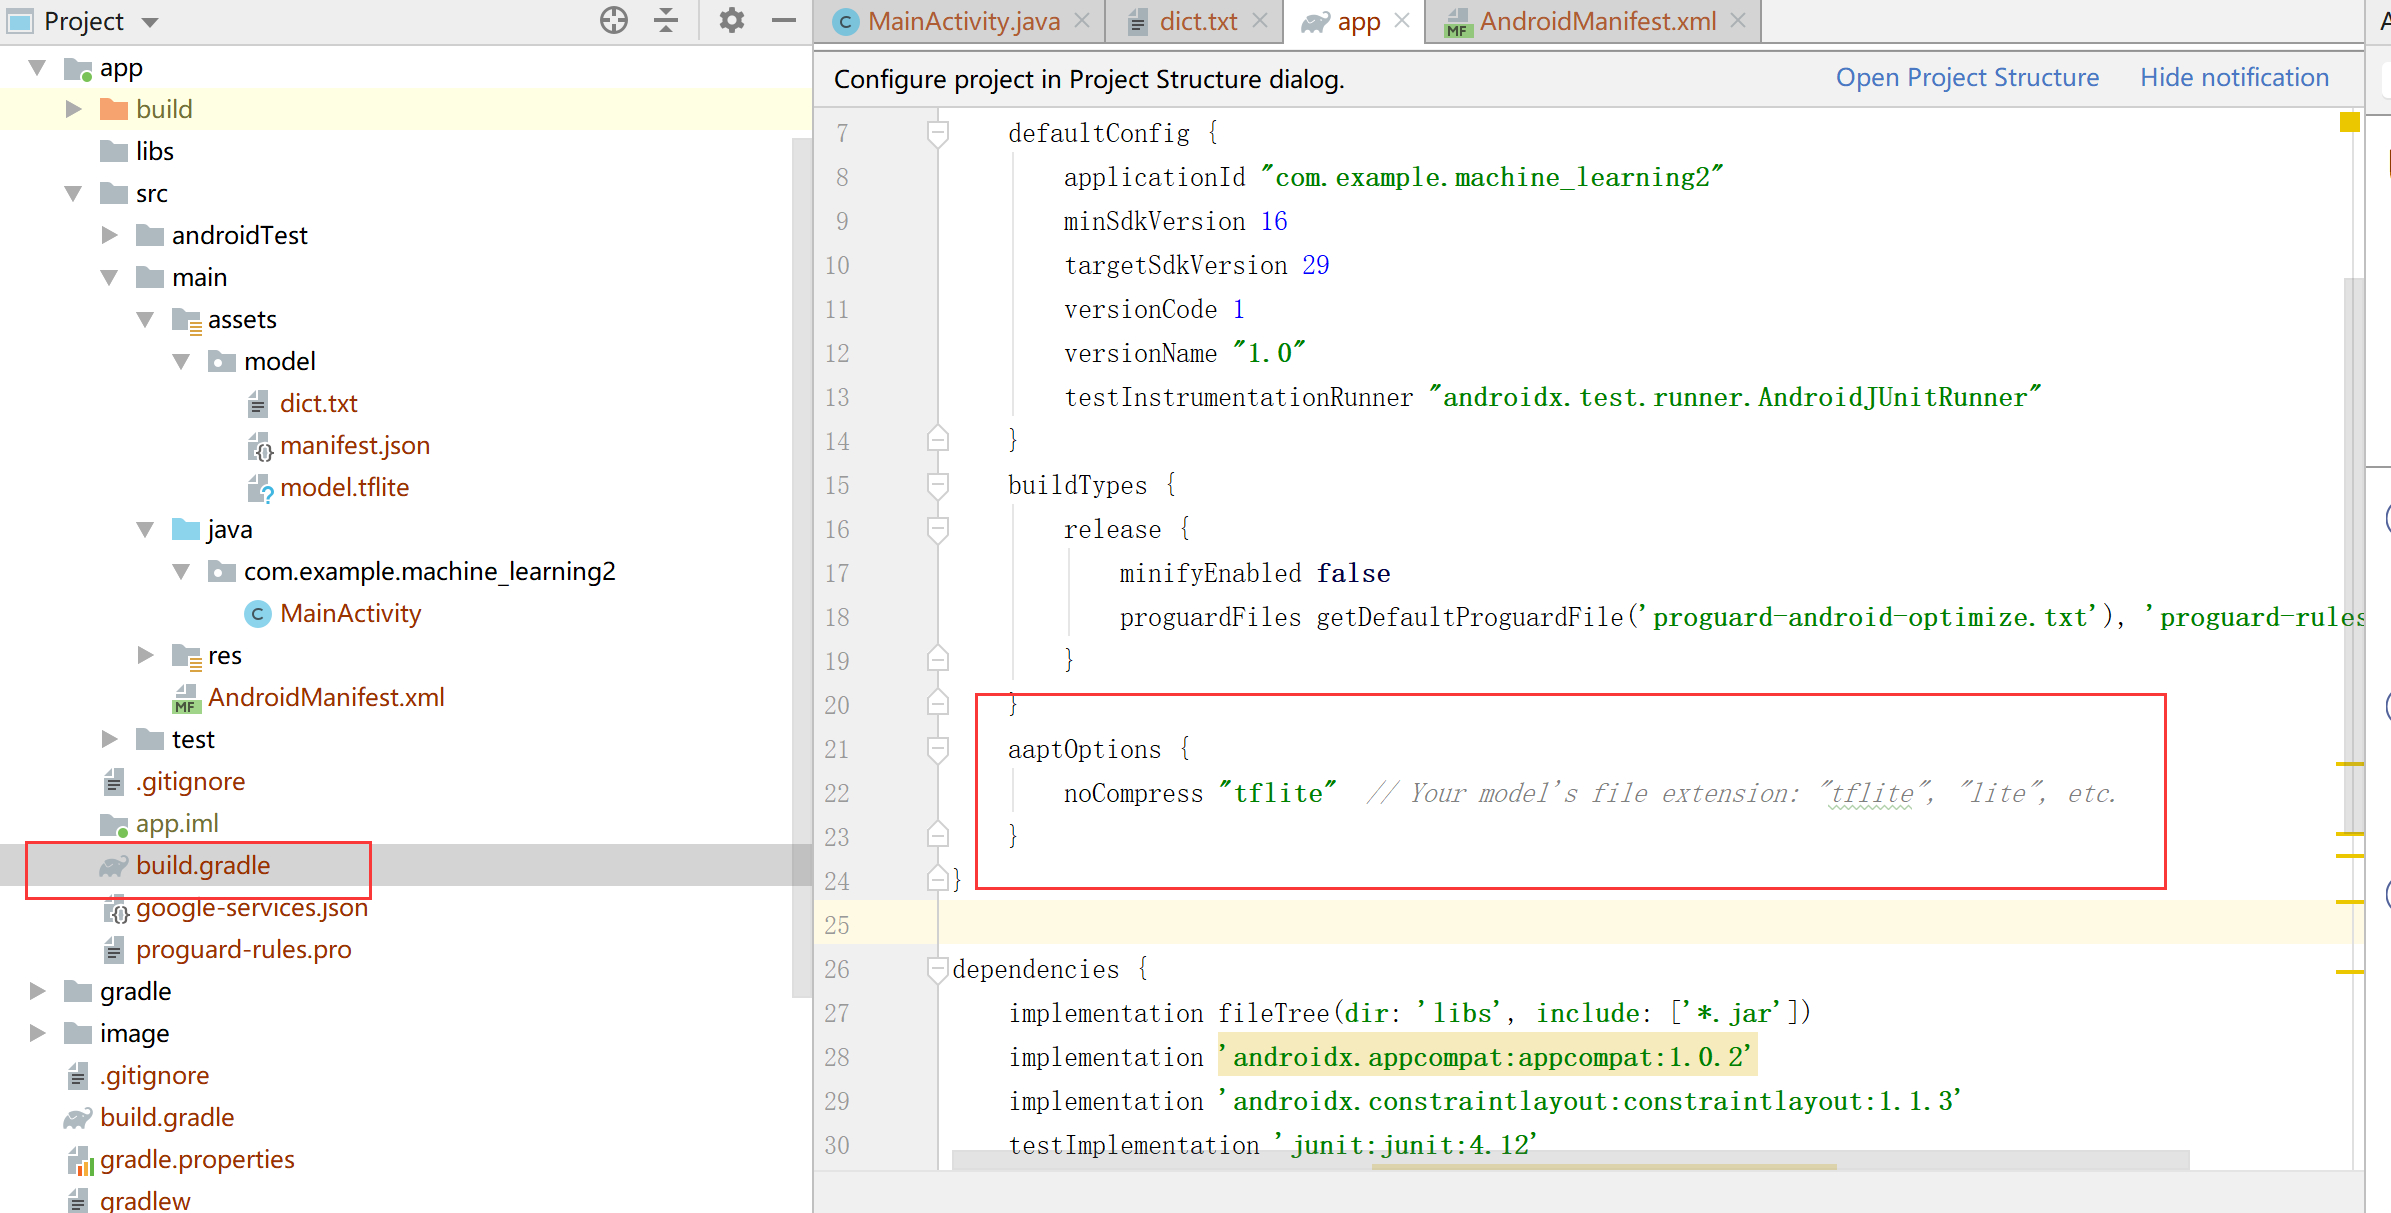 Project
app
build
libs
src
androidTest
main
assets
model
dict.txt
manifest.json
model.tflite
java
com.example.machine_learning2
MainActivity
res
AndroidManifest.xml
test
.gitignore
app.iml
build.gradle
google-services.json
proguard-rules.pro
gradle
image
.gitignore
build.gradle
gradle.properties
gradlew
MainActivity.java dict.txt app AndroidManifest.xml
Configure project in Project Structure dialog. Open Project Structure Hide notification
7 defaultConfig {
8 applicationId "com.example.machine_learning2"
9 minSdkVersion 16
10 targetSdkVersion 29
11 versionCode 1
12 versionName "1.0"
13 testInstrumentationRunner "androidx.test.runner.AndroidJUnitRunner"
14 }
15 buildTypes {
16 release {
17 minifyEnabled false
18 proguardFiles getDefaultProguardFile('proguard-android-optimize.txt'), 'proguard-rules
19 }
20 }
21 aaptOptions {
22 noCompress "tflite" // Your model's file extension: "tflite", "lite", etc.
23 }
24 }
25
26 dependencies {
27 implementation fileTree(dir: 'libs', include: ['*.jar'])
28 implementation 'androidx.appcompat:appcompat:1.0.2'
29 implementation 'androidx.constraintlayout:constraintlayout:1.1.3'
30 testImplementation 'junit:junit:4.12'